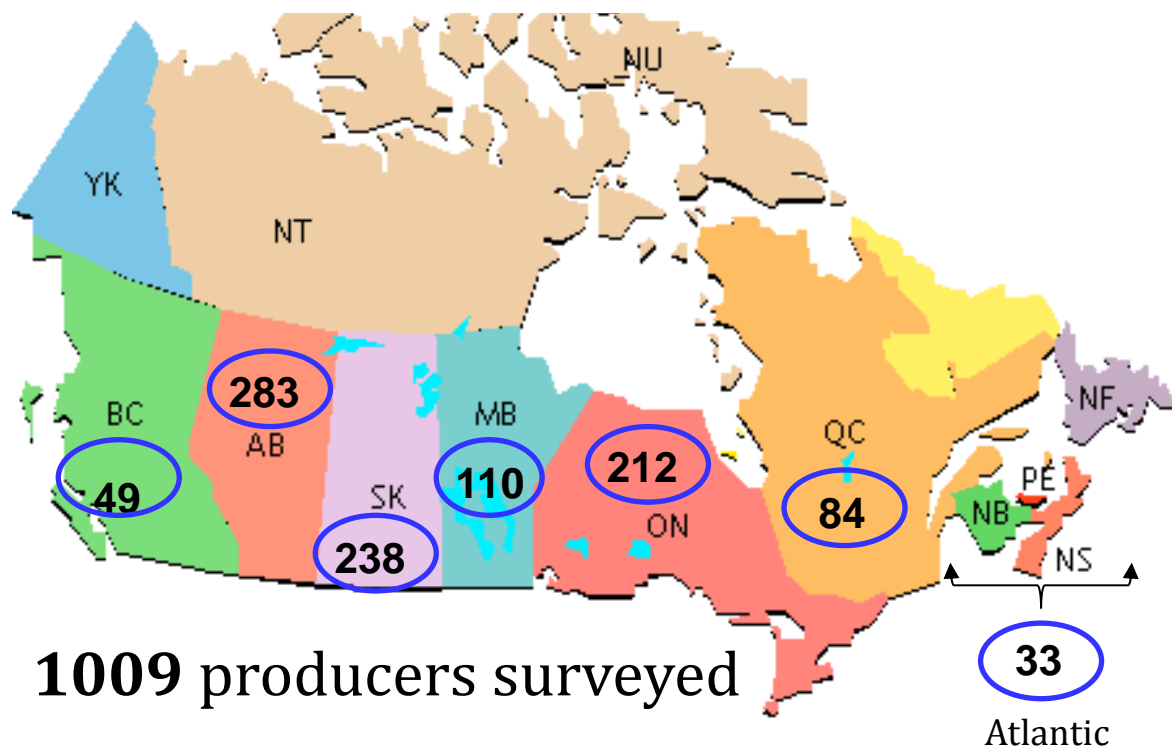 NU
YK
NT
283
BC
AB
MB
QC
NF
49
SK
110
212
PE
84
NB
ON
238
NS
33
1009 producers surveyed
Atlantic